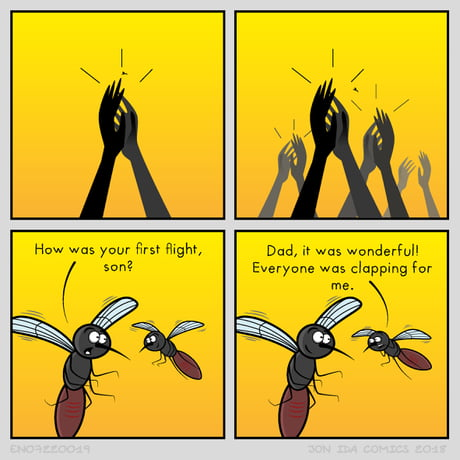 How was your first flight,
son?
Dad, it was wonderful!
Everyone was clapping for
me.
EN07220019
JON IDA COMICS 2018